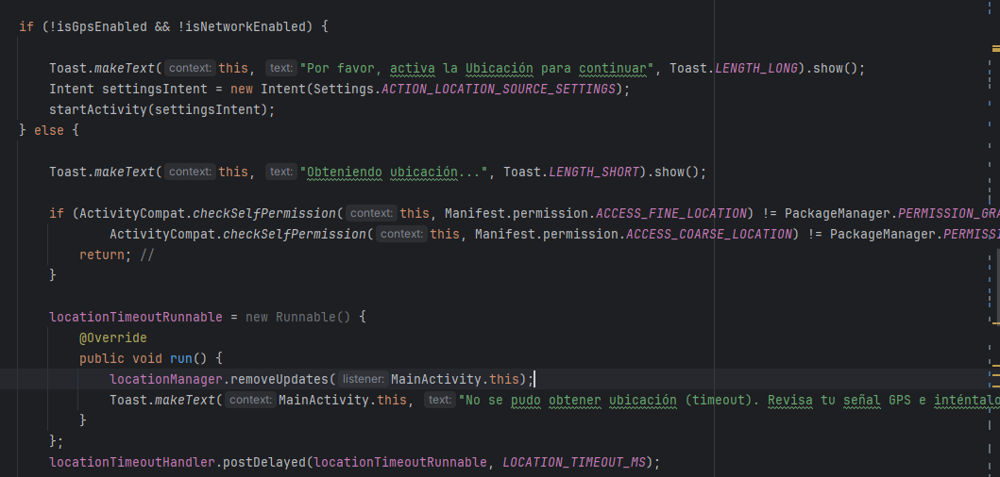 if (!isGpsEnabled && !isNetworkEnabled) {
Toast.makeText( context: this, text: "Por favor, activa la Ubicación para continuar", Toast.LENGTH_LONG).show();
Intent settingsIntent = new Intent(Settings.ACTION_LOCATION_SOURCE_SETTINGS);
startActivity(settingsIntent);
} else {
Toast.makeText( context: this, text: "Obteniendo ubicación...", Toast.LENGTH_SHORT).show();
if (ActivityCompat.checkSelfPermission( context: this, Manifest.permission.ACCESS_FINE_LOCATION) != PackageManager.PERMISSION_GRA
ActivityCompat.checkSelfPermission( context: this, Manifest.permission.ACCESS_COARSE_LOCATION) != PackageManager.PERMISSI
return; //
}
locationTimeoutRunnable = new Runnable() {
@Override
public void run() {
locationManager.removeUpdates( listener: MainActivity.this);
Toast.makeText( context: MainActivity.this, text: "No se pudo obtener ubicación (timeout). Revisa tu señal GPS e inténtalo
}
};
locationTimeoutHandler.postDelayed(locationTimeoutRunnable, LOCATION_TIMEOUT_MS);